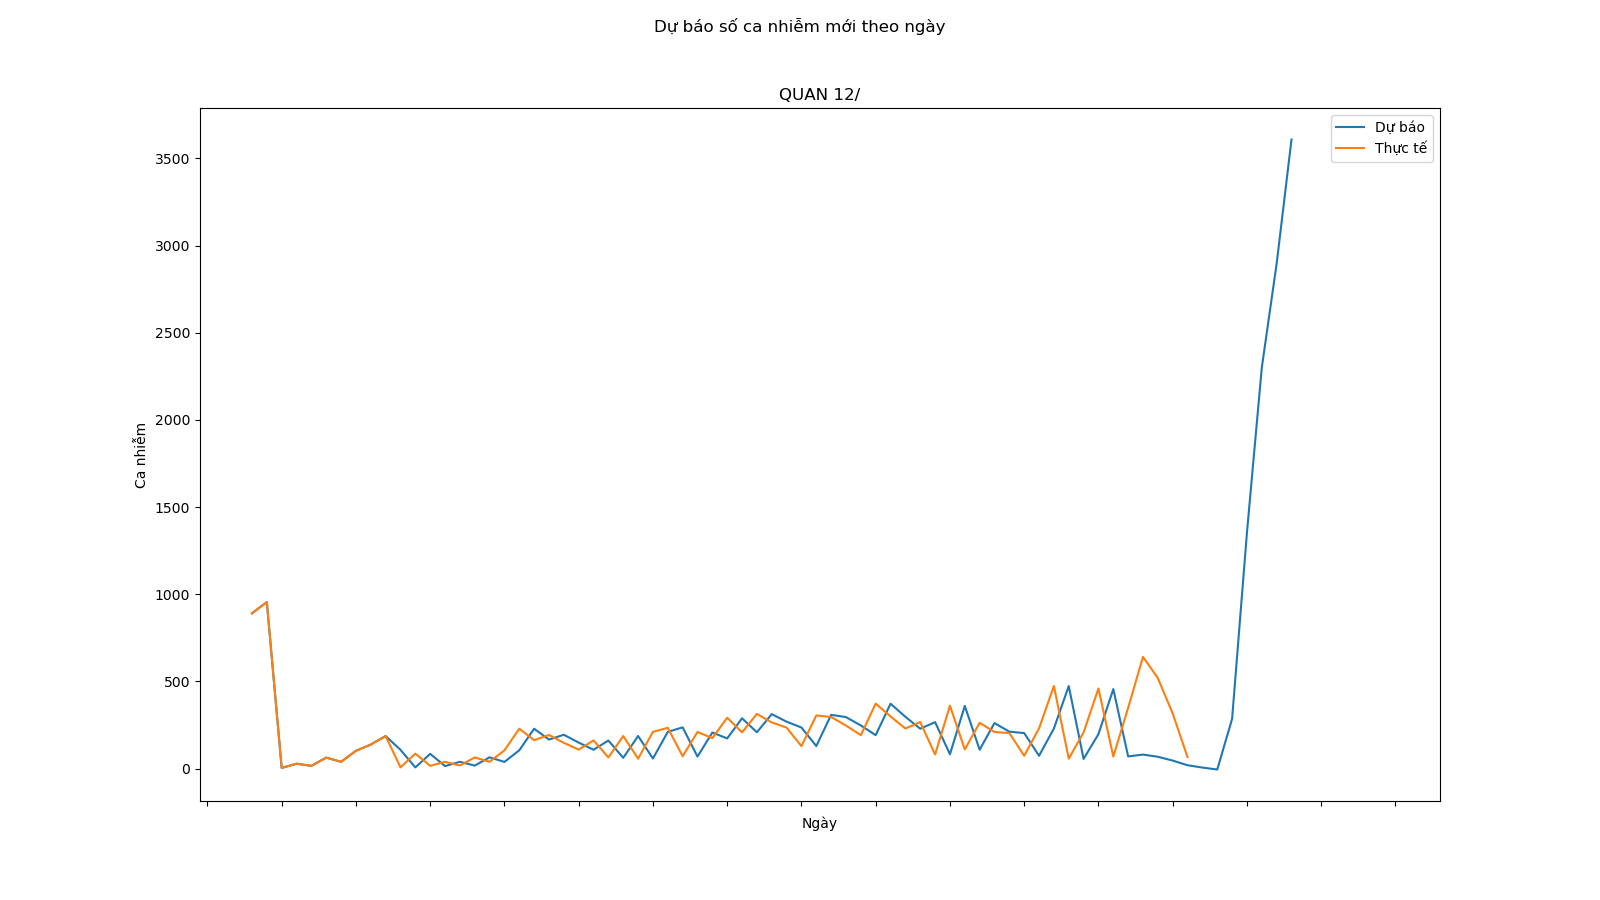 Dự báo số ca nhiễm mới theo ngày
QUAN 12/
Dự báo
Thực tế
3500
3000
2500
2000
1500
1000
500
0
Ca nhiễm
Ngày